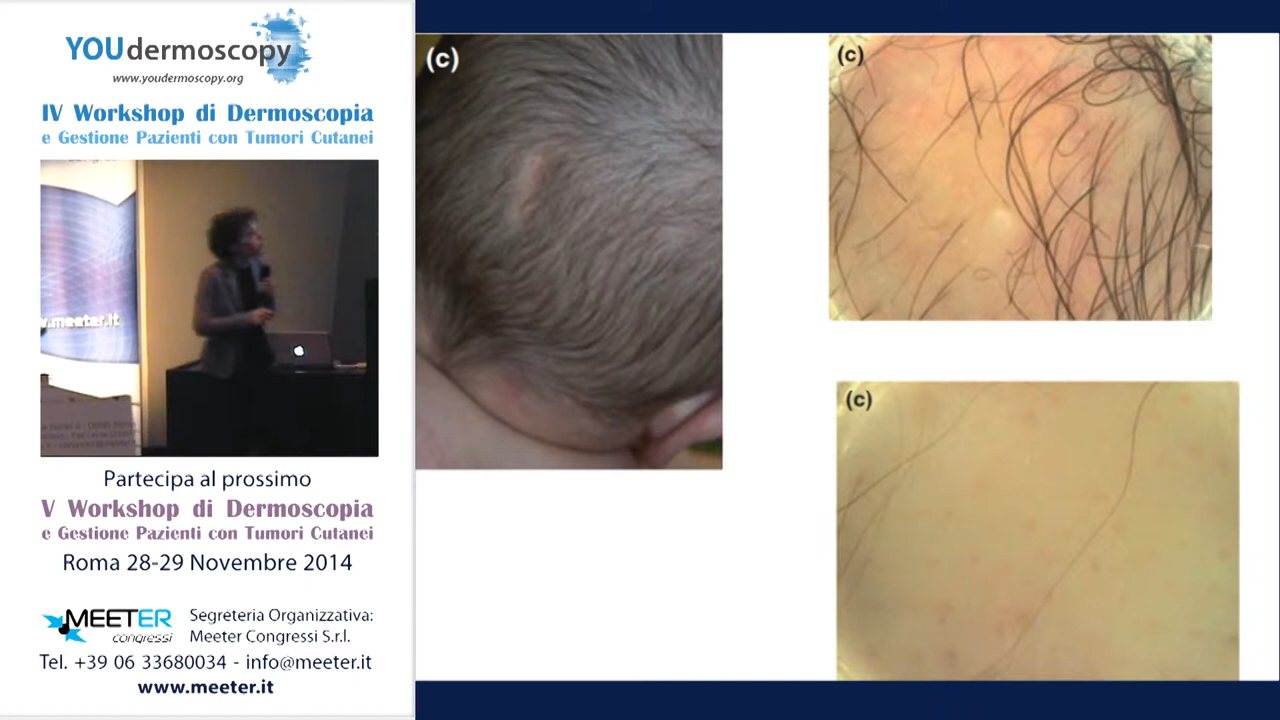 YOUdermoscopy
www.youdermoscopy.org
IV Workshop di Dermoscopia
e Gestione Pazienti con Tumori Cutanei
.meeter.it
Partecipa al prossimo
V Workshop di Dermoscopia
e Gestione Pazienti con Tumori Cutanei
Roma 28-29 Novembre 2014
MEETER
congressi
Segreteria Organizzativa:
Meeter Congressi S.r.l.
Tel. +39 06 33680034 - info@meeter.it
www.meeter.it
(c)
(c)
(c)